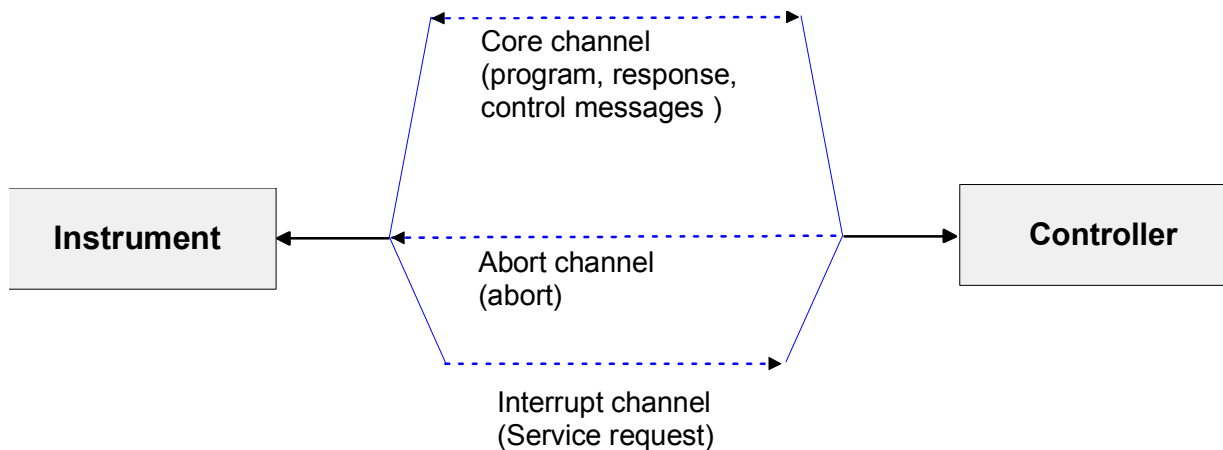 Core channel
(program, response,
control messages )
Instrument
Controller
Abort channel
(abort)
Interrupt channel
(Service request)